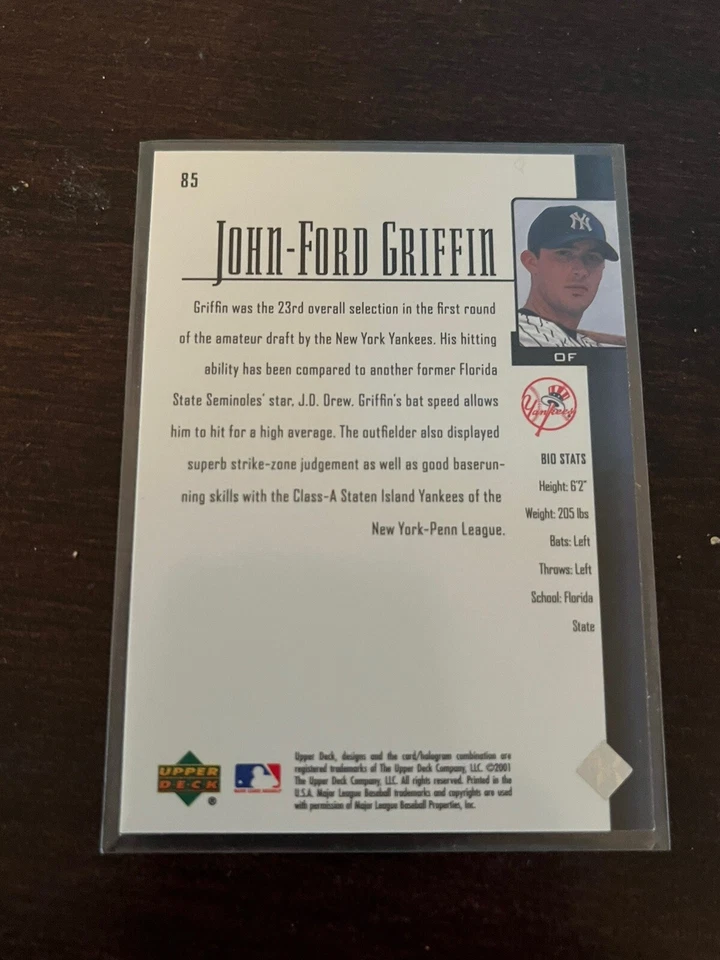 85
JOHN-FORD GRIFFIN
Griffin was the 23rd overall selection in the first round
of the amateur draft by the New York Yankees. His hitting
ability has been compared to another former Florida
State Seminoles' star, J.D. Drew. Griffin's bat speed allows
him to hit for a high average. The outfielder also displayed
superb strike-zone judgement as well as good baserun-
ning skills with the Class-A Staten Island Yankees of the
New York-Penn League.
NY
OF
Yankees
BIO STATS
Height: 6'2"
Weight: 205 lbs
Bats: Left
Throws: Left
School: Florida
State
UPPER
DECK
®
Upper Deck, designs and the card/hologram combination are
registered trademarks of The Upper Deck Company, LLC. ©2001
The Upper Deck Company, LLC. All rights reserved. Printed in the
U.S.A. Major League Baseball trademarks and copyrights are used
with permission of Major League Baseball Properties, Inc.